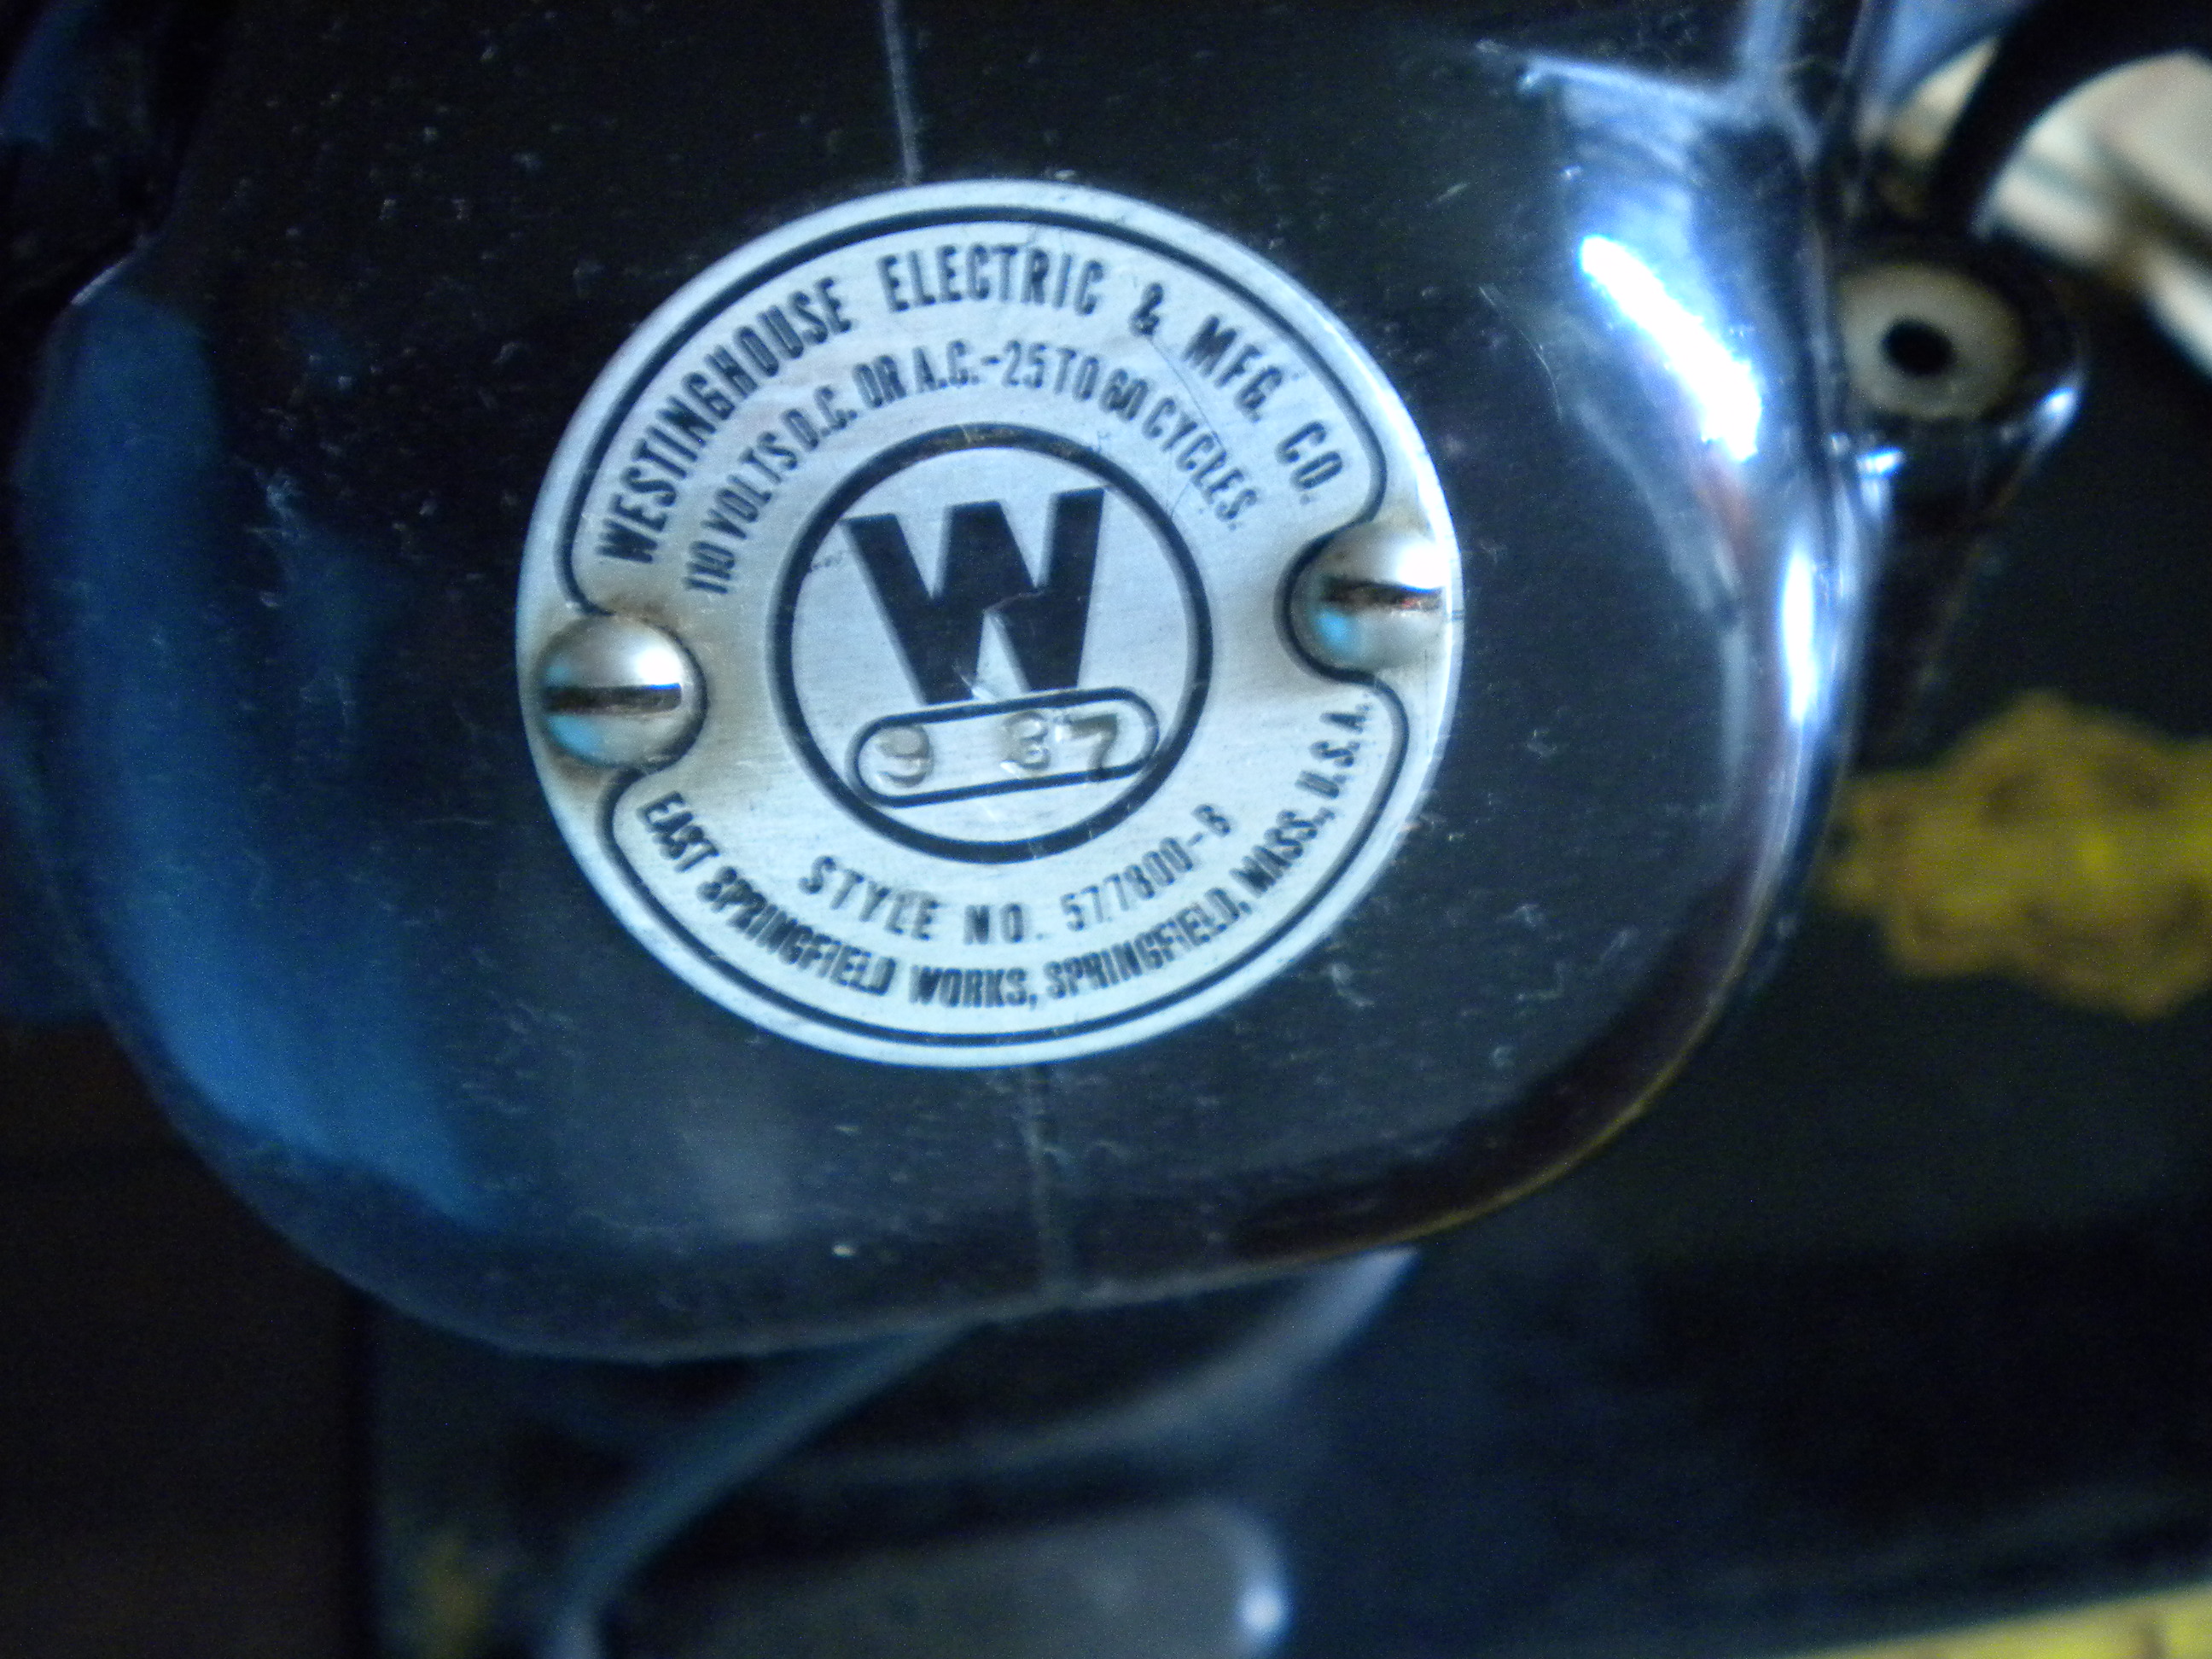 WESTINGHOUSE ELECTRIC & MFG. CO.
110 VOLTS D.C. OR A.C.-25 TO 60 CYCLES.
W
9 37
STYLE NO. 577800-B
EAST SPRINGFIELD WORKS, SPRINGFIELD, MASS., U.S.A.